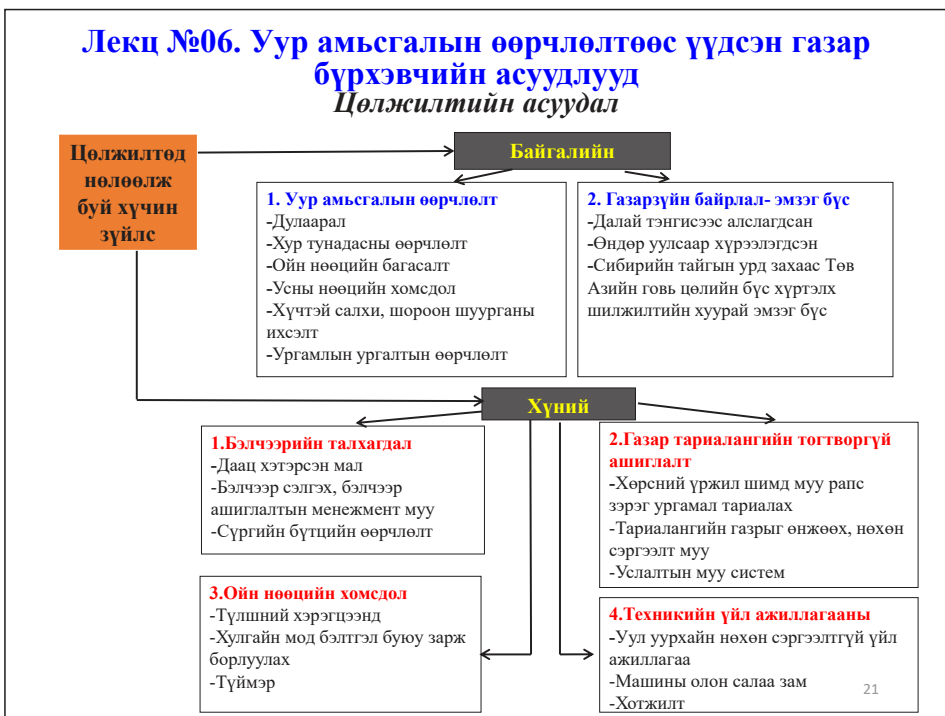 Лекц №06. Уур амьсгалын өөрчлөлтөөс үүдсэн газар
бүрхэвчийн асуудлууд
Цөлжилтийн асуудал
Цөлжилтөд
нөлөөлж
буй хүчин
зүйлс
Байгалийн
1. Уур амьсгалын өөрчлөлт
-Дулаарал
-Хур тунадасны өөрчлөлт
-Ойн нөөцийн багасалт
-Усны нөөцийн хомсдол
-Хүчтэй салхи, шороон шуурганы
ихсэлт
-Ургамлын ургалтын өөрчлөлт
2. Газарзүйн байрлал- эмзэг бүс
-Далай тэнгисээс алслагдсан
-Өндөр уулсаар хүрээлэгдсэн
-Сибирийн тайгын урд захаас Төв
Азийн говь цөлийн бүс хүртэлх
шилжилтийн хуурай эмзэг бүс
Хүний
1.Бэлчээрийн талхагдал
-Даац хэтэрсэн мал
-Бэлчээр сэлгэх, бэлчээр
ашиглалтын менежмент муу
-Сүргийн бүтцийн өөрчлөлт
2.Газар тариалангийн тогтворгүй
ашиглалт
-Хөрсний үржил шимд муу рапс
зэрэг ургамал тариалах
-Тариалангийн газрыг өнжөөх, нөхөн
сэргээлт муу
-Услалтын муу систем
3.Ойн нөөцийн хомсдол
-Түлшний хэрэгцээнд
-Хулгайн мод бэлтгэл буюу зарж
борлуулах
-Түймэр
4.Техникийн үйл ажиллагааны
-Уул уурхайн нөхөн сэргээлтгүй үйл
ажиллагаа
-Машины олон салаа зам
-Хотжилт
21